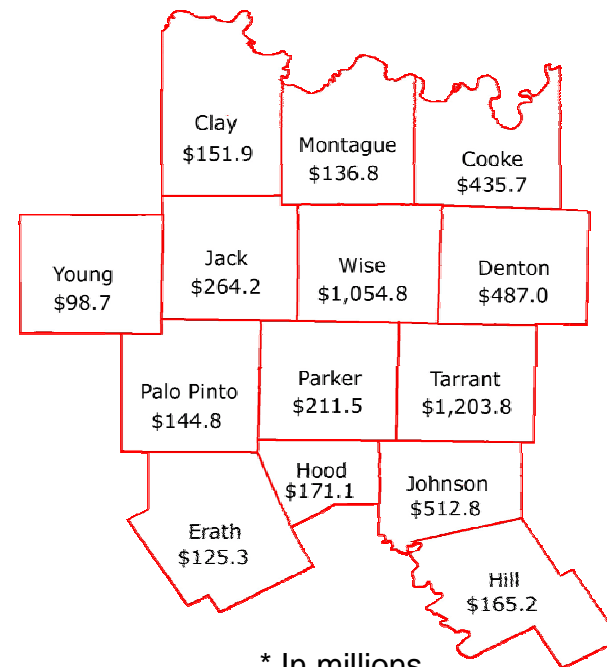 Clay
$151.9
Montague
$136.8
Cooke
$435.7
Young
$98.7
Jack
$264.2
Wise
$1,054.8
Denton
$487.0
Palo Pinto
$144.8
Parker
$211.5
Tarrant
$1,203.8
Hood
$171.1
Johnson
$512.8
Erath
$125.3
Hill
$165.2
* In millions